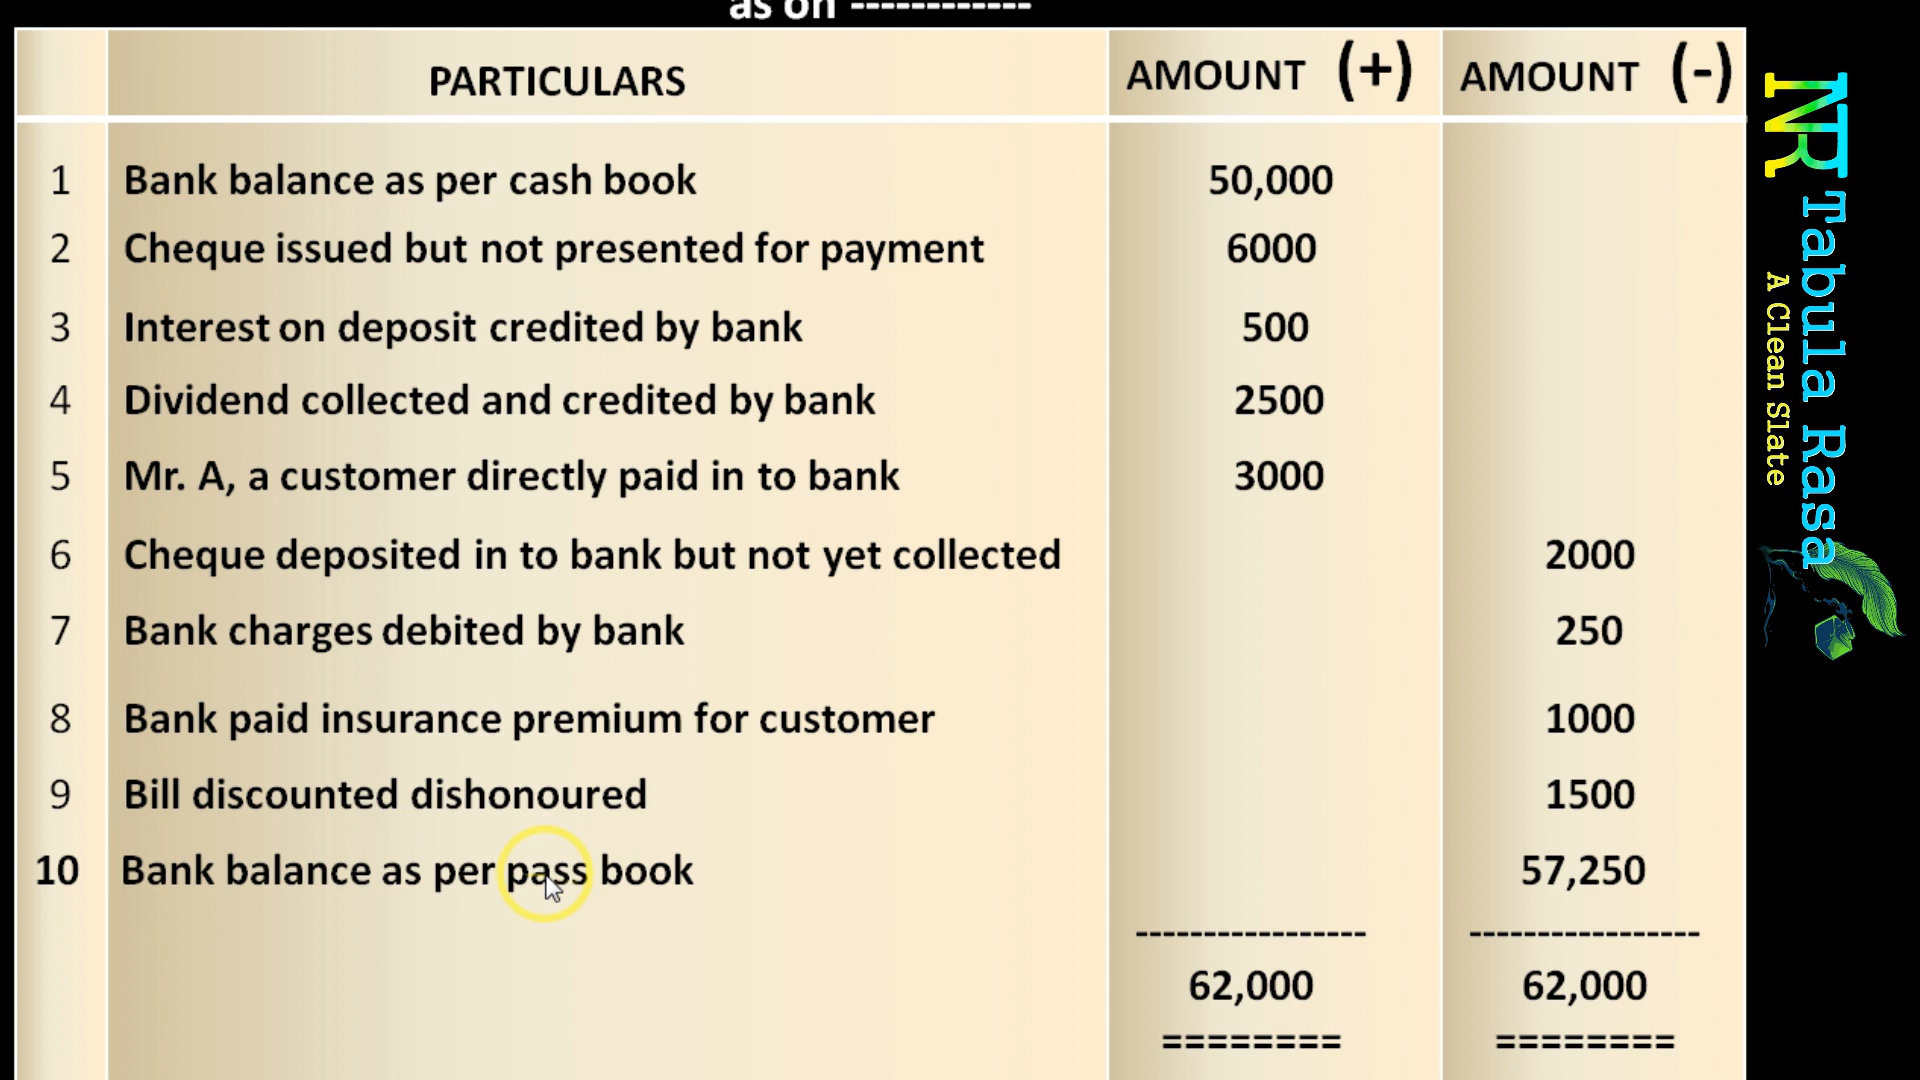 as on ------------
PARTICULARS AMOUNT (+) AMOUNT (-)
1 Bank balance as per cash book 50,000
2 Cheque issued but not presented for payment 6000
3 Interest on deposit credited by bank 500
4 Dividend collected and credited by bank 2500
5 Mr. A, a customer directly paid in to bank 3000
6 Cheque deposited in to bank but not yet collected 2000
7 Bank charges debited by bank 250
8 Bank paid insurance premium for customer 1000
9 Bill discounted dishonoured 1500
10 Bank balance as per pass book 57,250
----------------- -----------------
62,000 62,000
======== ========
NR
Tabula Rasa
A Clean Slate